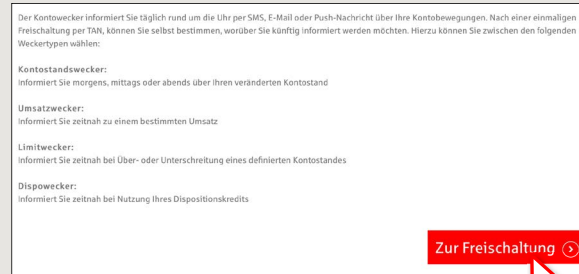 Der Kontowecker informiert Sie täglich rund um die Uhr per SMS, E-Mail oder Push-Nachricht über Ihre Kontobewegungen. Nach einer einmaligen
Freischaltung per TAN, können Sie selbst bestimmen, worüber Sie künftig informiert werden möchten. Hierzu können Sie zwischen den folgenden
Weckertypen wählen:
Kontostandswecker:
Informiert Sie morgens, mittags oder abends über Ihren veränderten Kontostand
Umsatzwecker:
Informiert Sie zeitnah zu einem bestimmten Umsatz
Limitwecker:
Informiert Sie zeitnah bei Über- oder Unterschreitung eines definierten Kontostandes
Dispowecker:
Informiert Sie zeitnah bei Nutzung Ihres Dispositionskredits
Zur Freischaltung